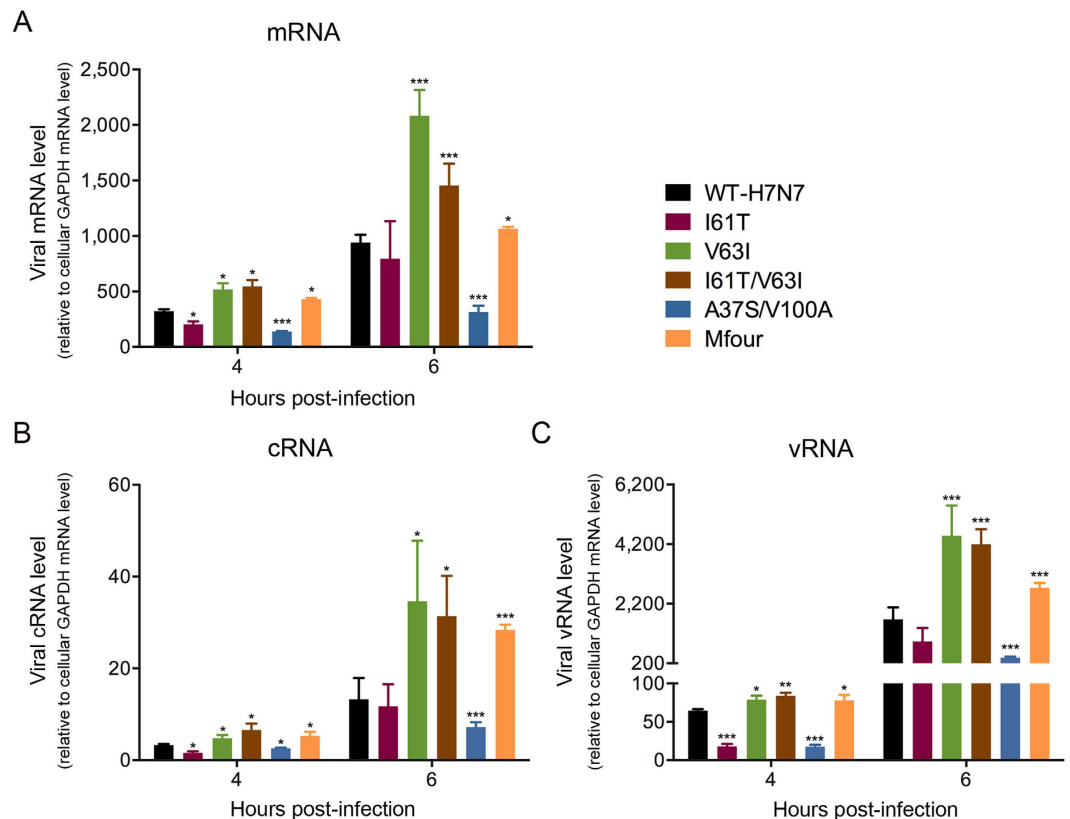 A
mRNA
Viral mRNA level
(relative to cellular GAPDH mRNA level)
2,500
2,000
1,500
1,000
500
0
*
*
*
***
*
***
***
***
*
4
6
Hours post-infection
WT-H7N7
I61T
V63I
I61T/V63I
A37S/V100A
Mfour
B
cRNA
Viral cRNA level
(relative to cellular GAPDH mRNA level)
60
40
20
0
*
*
*
*
*
*
*
***
***
4
6
Hours post-infection
C
vRNA
Viral vRNA level
(relative to cellular GAPDH mRNA level)
6,200
4,200
2,200
200
100
50
0
***
*
**
***
*
***
***
***
***
4
6
Hours post-infection